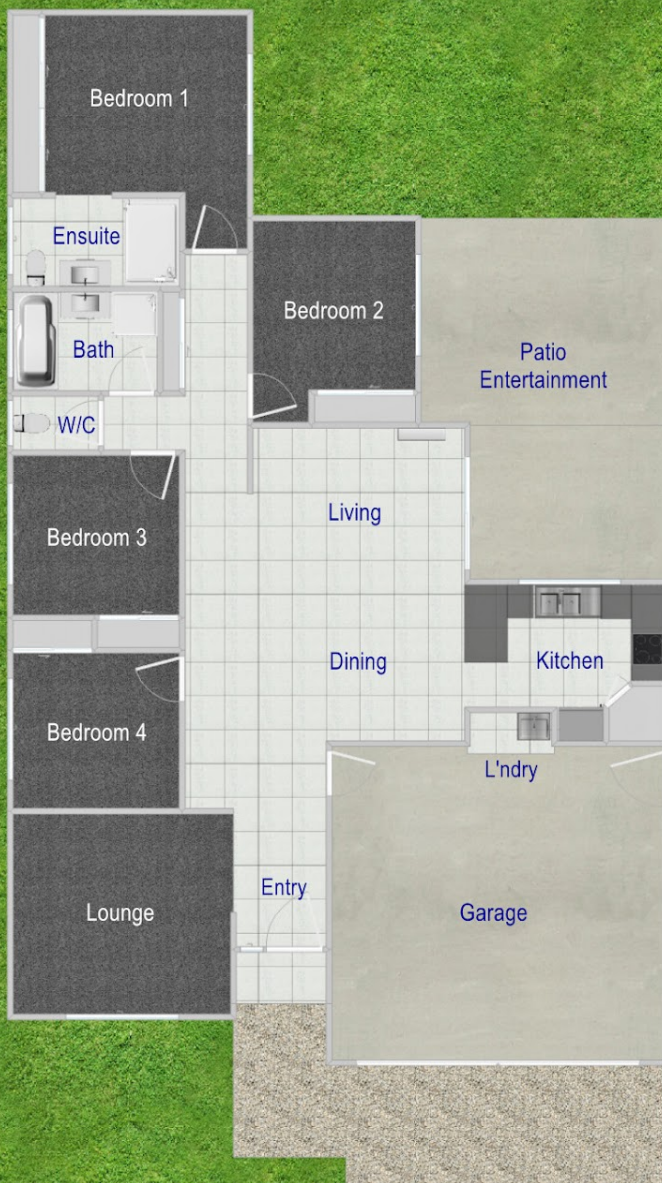 Bedroom 1
Ensuite
Bedroom 2
Bath
Patio
Entertainment
W/C
Living
Bedroom 3
Dining
Kitchen
Bedroom 4
L'ndry
Entry
Lounge
Garage